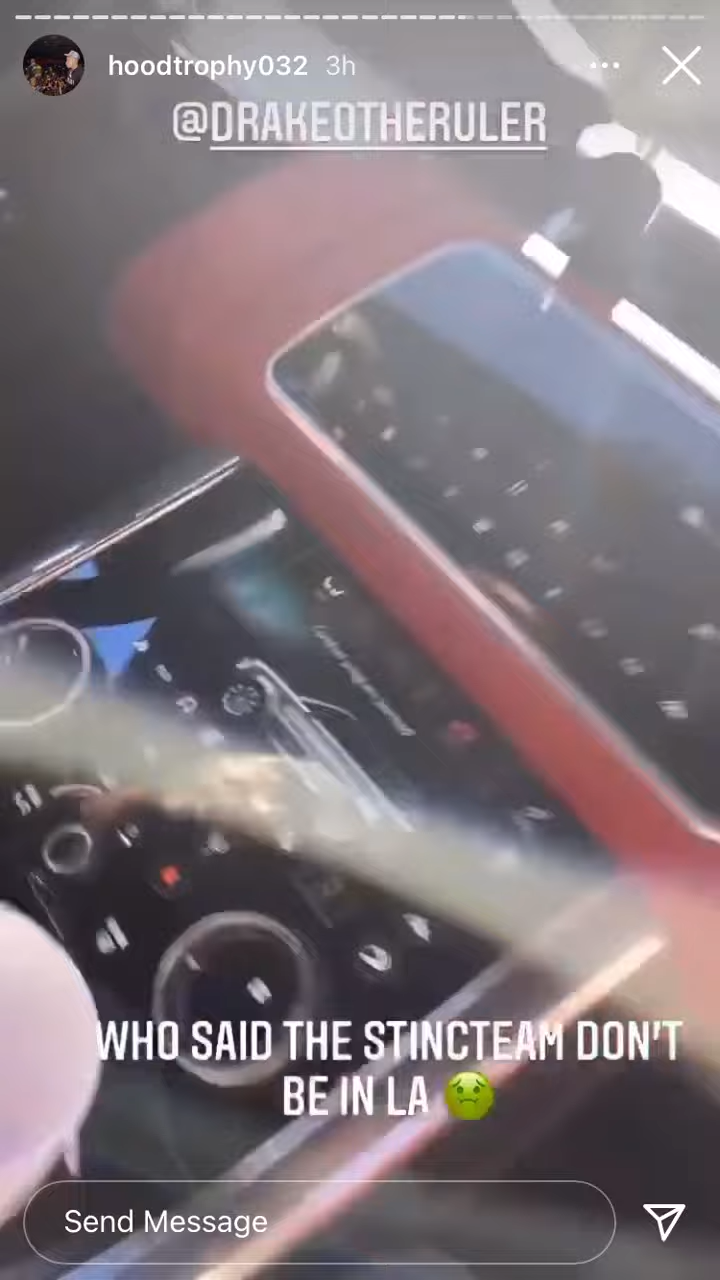 hoodtrophy032 3h
@DRAKEOTHERULER
WHO SAID THE STINCTEAM DON'T
BE IN LA 🤢
Send Message